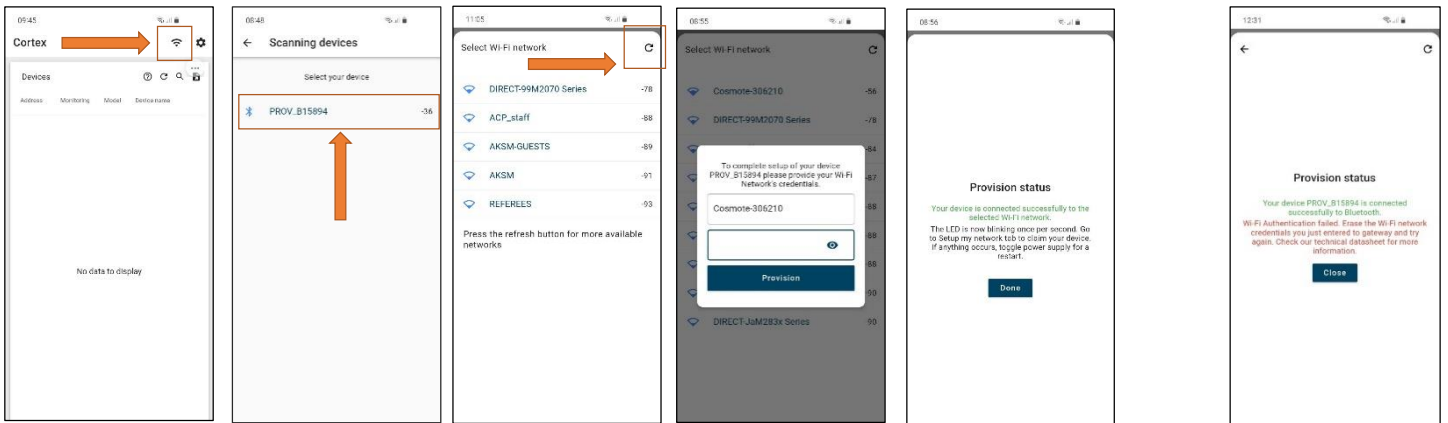 09:45
Cortex
Devices
Address Monitoring Model Device name
No data to display
08:48
Scanning devices
Select your device
PROV_B15894 -36
11:05
Select Wi-Fi network
DIRECT-99M2070 Series -78
ACP_staff -88
AKSM-GUESTS -89
AKSM -91
REFEREES -93
Press the refresh button for more available
networks
08:55
Select Wi-Fi network
Cosmote-306210 -56
DIRECT-99M2070 Series -78
-84
-87
-88
-88
-88
-90
DIRECT-JaM283x Series -90
To complete setup of your device
PROV_B15894 please provide your Wi-Fi
Network's credentials.
Cosmote-306210
Provision
08:56
Provision status
Your device is connected successfully to the
selected Wi-Fi network.
The LED is now blinking once per second. Go
to Setup my network tab to claim your device.
If anything occurs, toggle power supply for a
restart.
Done
12:31
Provision status
Your device PROV_B15894 is connected
successfully to Bluetooth.
Wi-Fi Authentication failed. Erase the Wi-Fi network
credentials you just entered to gateway and try
again. Check our technical datasheet for more
information.
Close